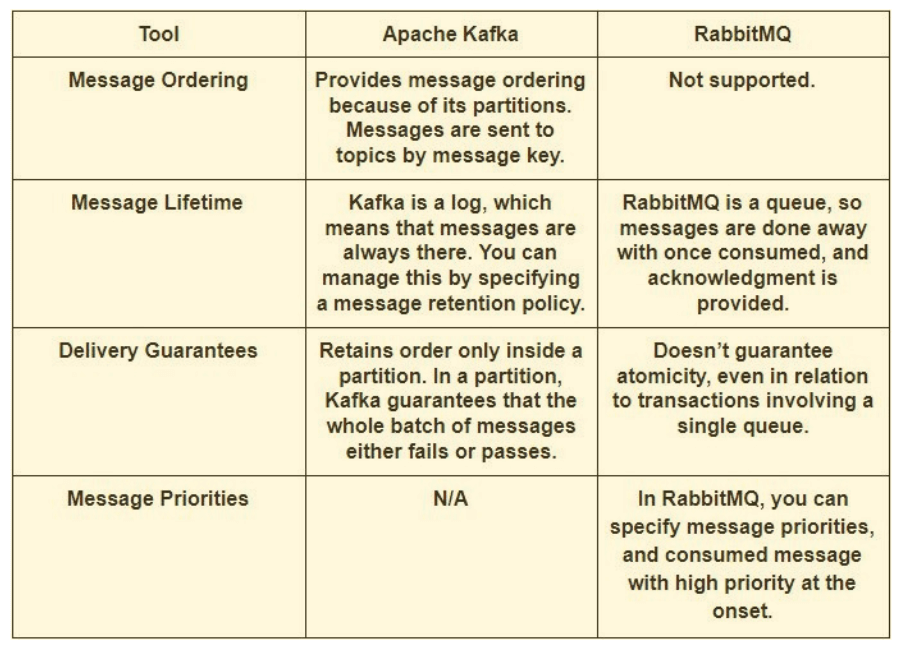 Tool
Apache Kafka
RabbitMQ
Message Ordering
Provides message ordering
because of its partitions.
Messages are sent to
topics by message key.
Not supported.
Message Lifetime
Kafka is a log, which
means that messages are
always there. You can
manage this by specifying
a message retention policy.
RabbitMQ is a queue, so
messages are done away
with once consumed, and
acknowledgment is
provided.
Delivery Guarantees
Retains order only inside a
partition. In a partition,
Kafka guarantees that the
whole batch of messages
either fails or passes.
Doesn’t guarantee
atomicity, even in relation
to transactions involving a
single queue.
Message Priorities
N/A
In RabbitMQ, you can
specify message priorities,
and consumed message
with high priority at the
onset.